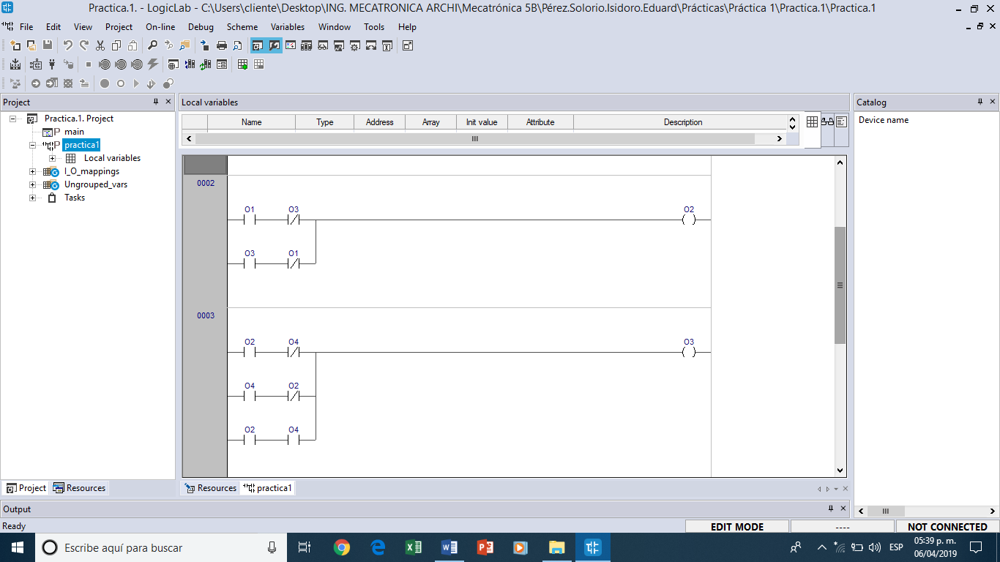 Practica.1. - LogicLab - C:\Users\cliente\Desktop\ING. MECATRONICA ARCHI\Mecatrónica 5B\Pérez.Solorio.Isidoro.Eduard\Prácticas\Práctica 1\Practica.1\Practica.1
File Edit View Project On-line Debug Scheme Variables Window Tools Help
Project
Practica.1. Project
main
practica1
Local variables
I_O_mappings
Ungrouped_vars
Tasks
Project Resources
Local variables
Name Type Address Array Init value Attribute Description
0002
O1 O3 O2
O3 O1
0003
O2 O4 O3
O4 O2
O2 O4
Resources practica1
Catalog
Device name
Output
Ready
EDIT MODE ---- NOT CONNECTED
Escribe aquí para buscar
ESP
05:39 p. m.
06/04/2019